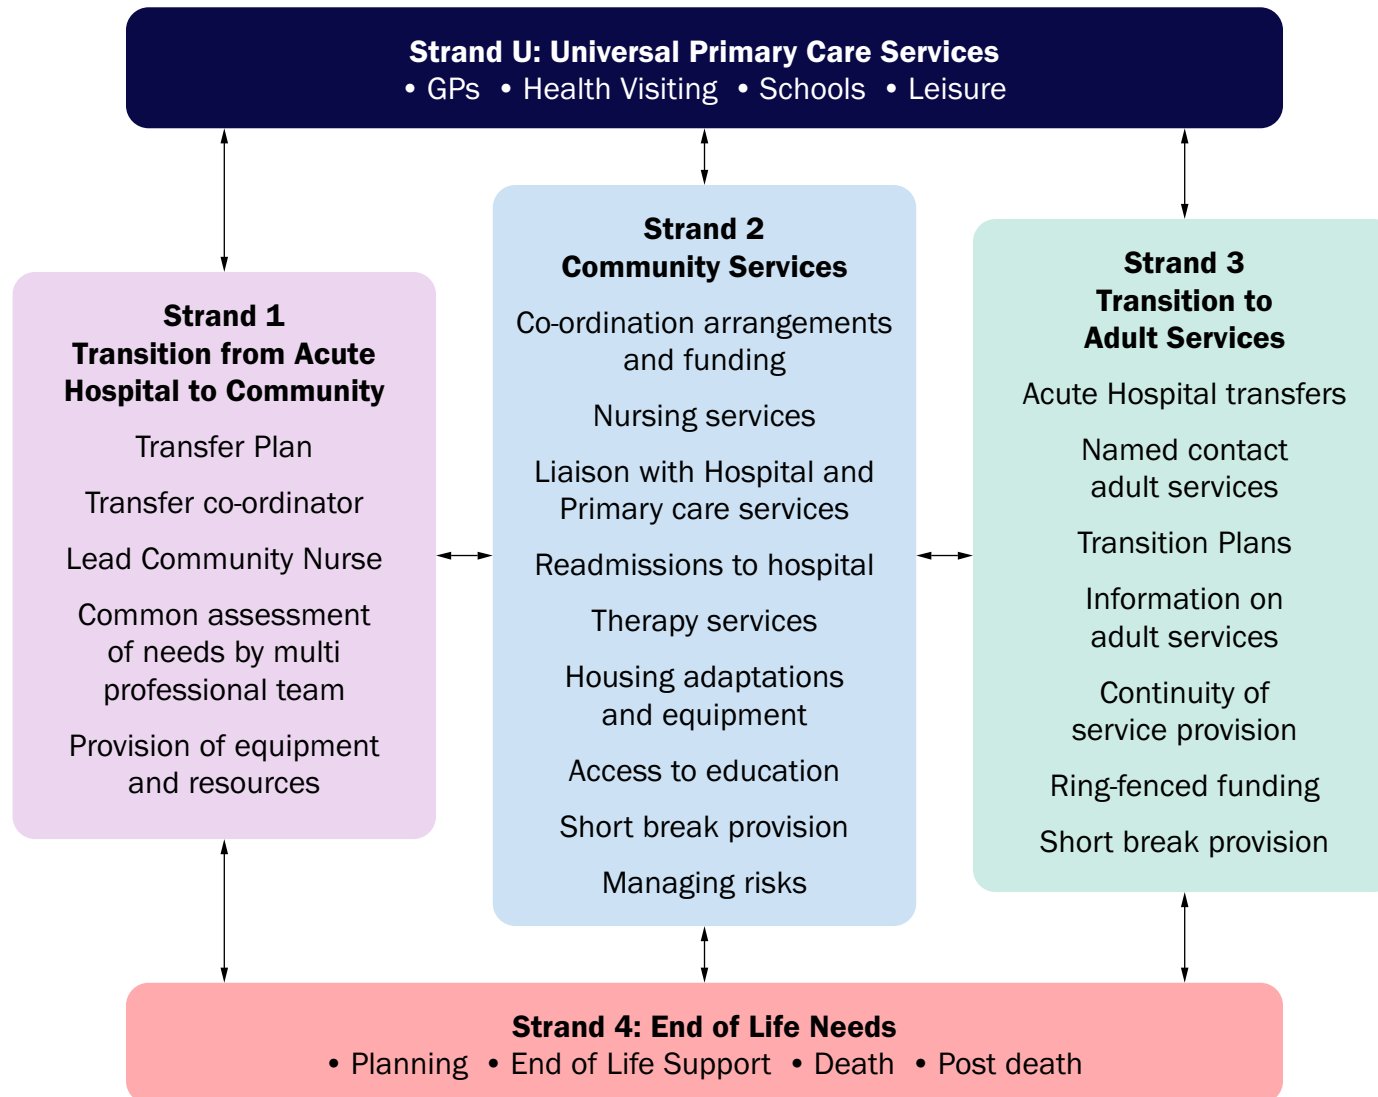 Strand U: Universal Primary Care Services
• GPs • Health Visiting • Schools • Leisure
Strand 1
Transition from Acute
Hospital to Community
Transfer Plan
Transfer co-ordinator
Lead Community Nurse
Common assessment
of needs by multi
professional team
Provision of equipment
and resources
Strand 2
Community Services
Co-ordination arrangements
and funding
Nursing services
Liaison with Hospital and
Primary care services
Readmissions to hospital
Therapy services
Housing adaptations
and equipment
Access to education
Short break provision
Managing risks
Strand 3
Transition to
Adult Services
Acute Hospital transfers
Named contact
adult services
Transition Plans
Information on
adult services
Continuity of
service provision
Ring-fenced funding
Short break provision
Strand 4: End of Life Needs
• Planning • End of Life Support • Death • Post death